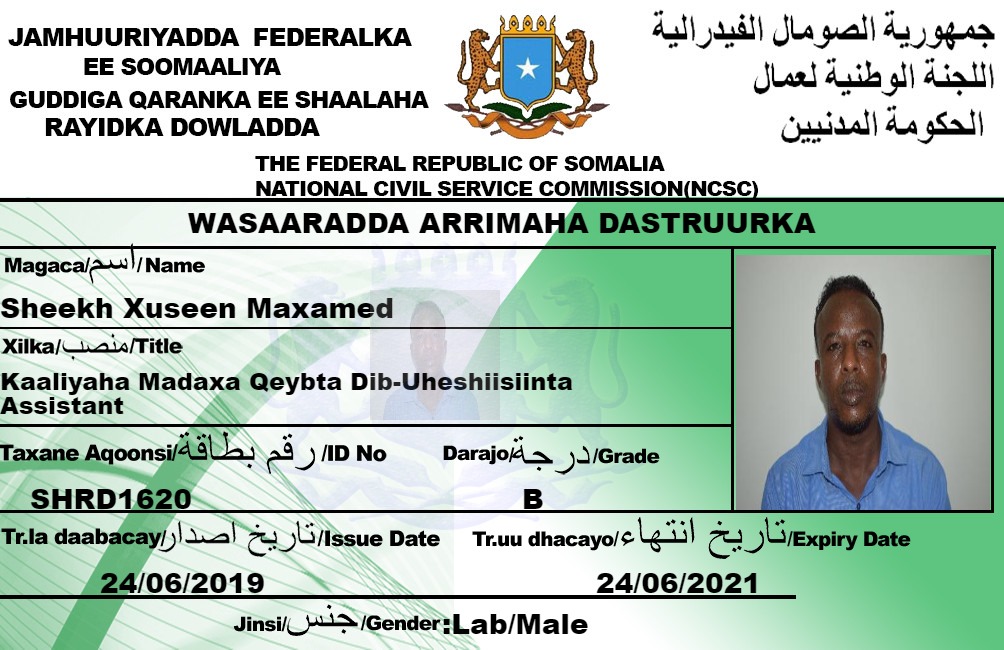 JAMHUURIYADDA FEDERALKA
EE SOOMAALIYA
GUDDIGA QARANKA EE SHAALAHA
RAYIDKA DOWLADDA
جمهورية الصومال الفيدرالية
اللجنة الوطنية لعمال
الحكومة المدنيين
THE FEDERAL REPUBLIC OF SOMALIA
NATIONAL CIVIL SERVICE COMMISSION(NCSC)
WASAARADDA ARRIMAHA DASTRUURKA
Magaca/اسم/Name
Sheekh Xuseen Maxamed
Xilka/منصب/Title
Kaaliyaha Madaxa Qeybta Dib-Uheshiisiinta
Assistant
Taxane Aqoonsi/رقم بطاقة/ID No
Darajo/درجة/Grade
SHRD1620
B
Tr.la daabacay/تاريخ اصدار/Issue Date
Tr.uu dhacayo/تاريخ انتهاء/Expiry Date
24/06/2019
24/06/2021
Jinsi/جنس/Gender:Lab/Male